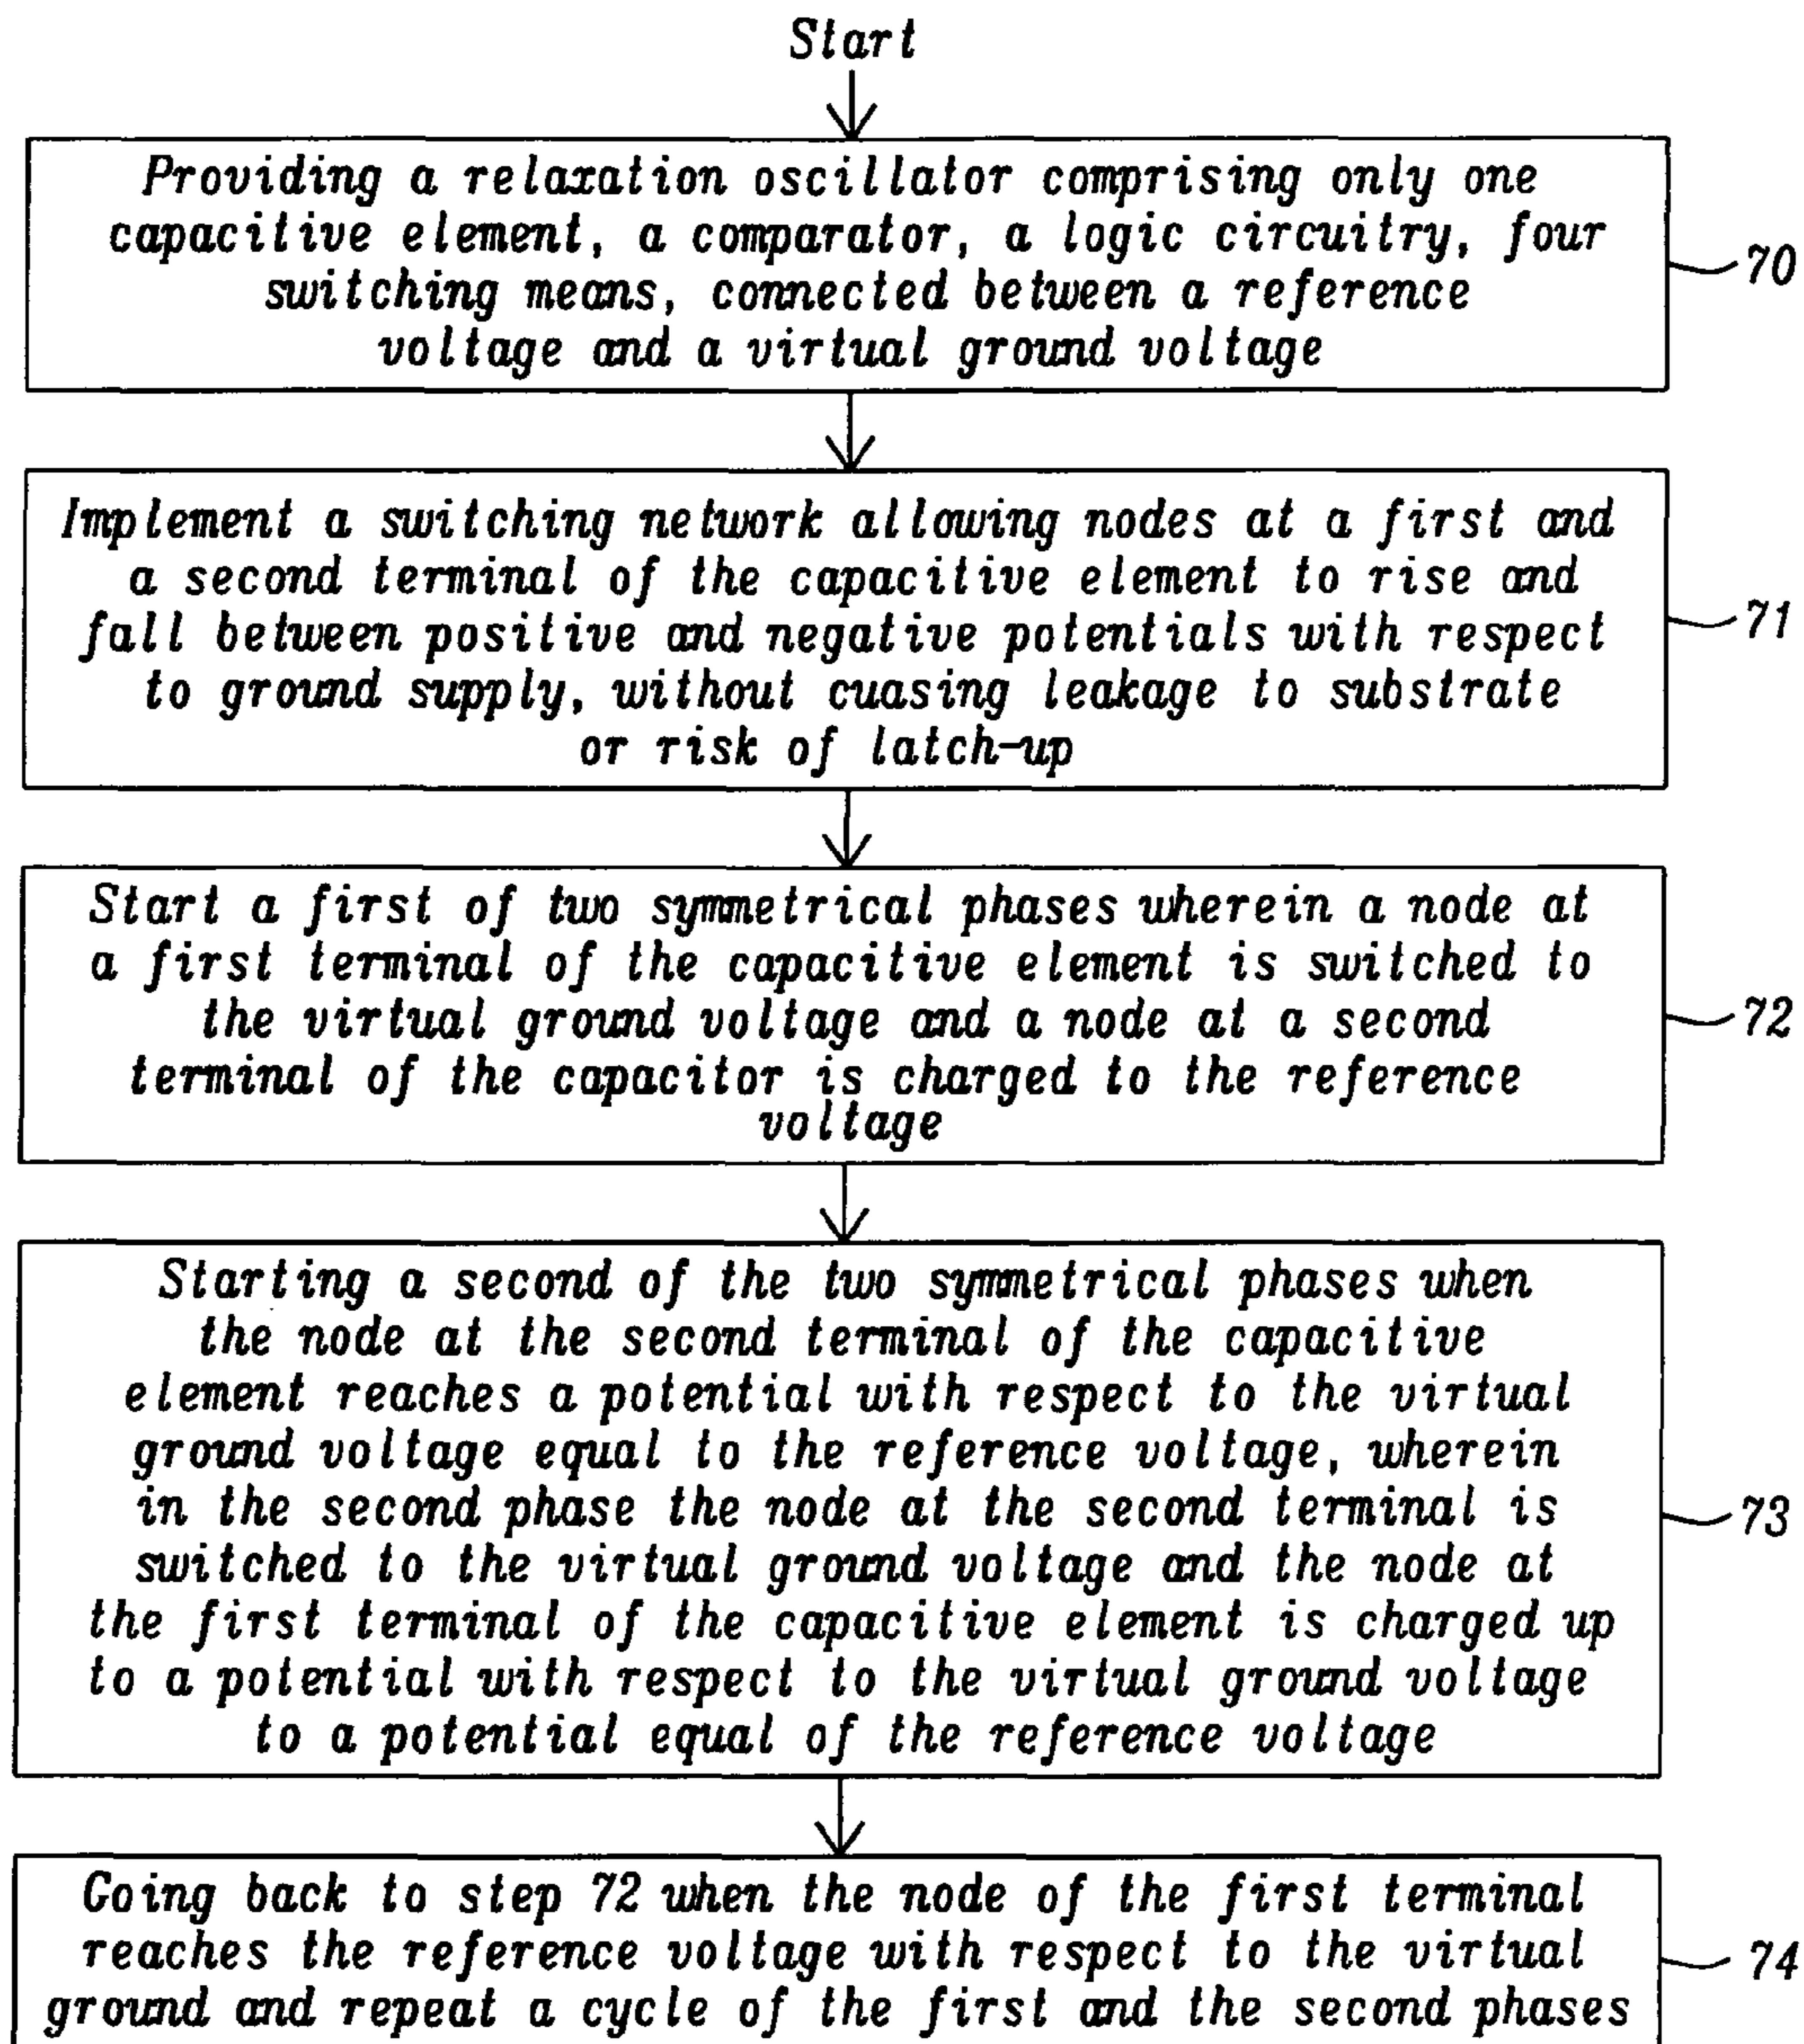 Start
Providing a relaxation oscillator comprising only one
capacitive element, a comparator, a logic circuitry, four
switching means, connected between a reference
voltage and a virtual ground voltage
70
Implement a switching network allowing nodes at a first and
a second terminal of the capacitive element to rise and
fall between positive and negative potentials with respect
to ground supply, without cuasing leakage to substrate
or risk of latch-up
71
Start a first of two symmetrical phases wherein a node at
a first terminal of the capacitive element is switched to
the virtual ground voltage and a node at a second
terminal of the capacitor is charged to the reference
voltage
72
Starting a second of the two symmetrical phases when
the node at the second terminal of the capacitive
element reaches a potential with respect to the virtual
ground voltage equal to the reference voltage, wherein
in the second phase the node at the second terminal is
switched to the virtual ground voltage and the node at
the first terminal of the capacitive element is charged up
to a potential with respect to the virtual ground voltage
to a potential equal of the reference voltage
73
Going back to step 72 when the node of the first terminal
reaches the reference voltage with respect to the virtual
ground and repeat a cycle of the first and the second phases
74